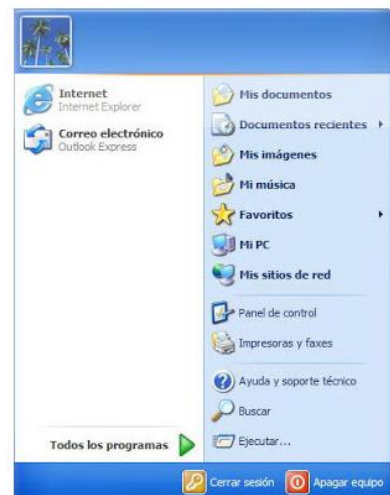 Internet
Internet Explorer
Correo electrónico
Outlook Express
Todos los programas
Mis documentos
Documentos recientes
Mis imágenes
Mi música
Favoritos
Mi PC
Mis sitios de red
Panel de control
Impresoras y faxes
Ayuda y soporte técnico
Buscar
Ejecutar...
Cerrar sesión
Apagar equipo